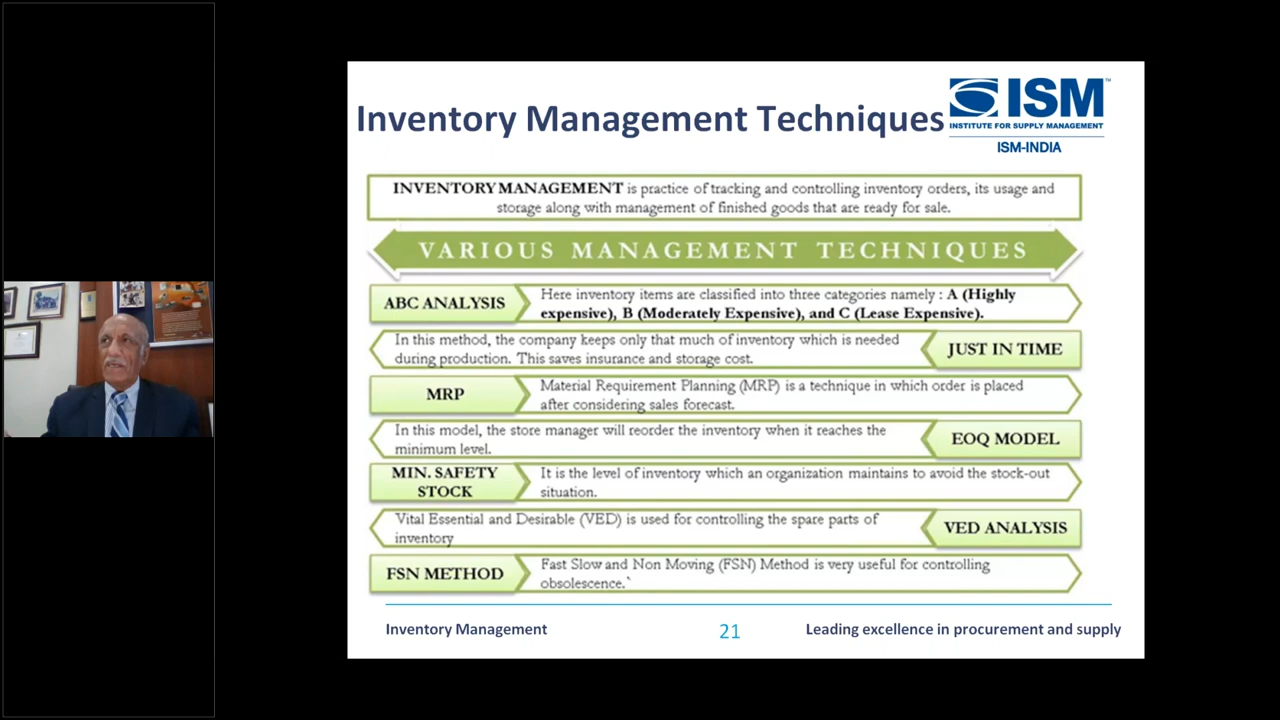 Inventory Management Techniques
ISM™
INSTITUTE FOR SUPPLY MANAGEMENT
ISM-INDIA
INVENTORY MANAGEMENT is practice of tracking and controlling inventory orders, its usage and
storage along with management of finished goods that are ready for sale.
VARIOUS MANAGEMENT TECHNIQUES
ABC ANALYSIS
Here inventory items are classified into three categories namely : A (Highly
expensive), B (Moderately Expensive), and C (Lease Expensive).
In this method, the company keeps only that much of inventory which is needed
during production. This saves insurance and storage cost.
JUST IN TIME
MRP
Material Requirement Planning (MRP) is a technique in which order is placed
after considering sales forecast.
In this model, the store manager will reorder the inventory when it reaches the
minimum level.
EOQ MODEL
MIN. SAFETY
STOCK
It is the level of inventory which an organization maintains to avoid the stock-out
situation.
Vital Essential and Desirable (VED) is used for controlling the spare parts of
inventory
VED ANALYSIS
FSN METHOD
Fast Slow and Non Moving (FSN) Method is very useful for controlling
obsolescence.`
Inventory Management
21
Leading excellence in procurement and supply